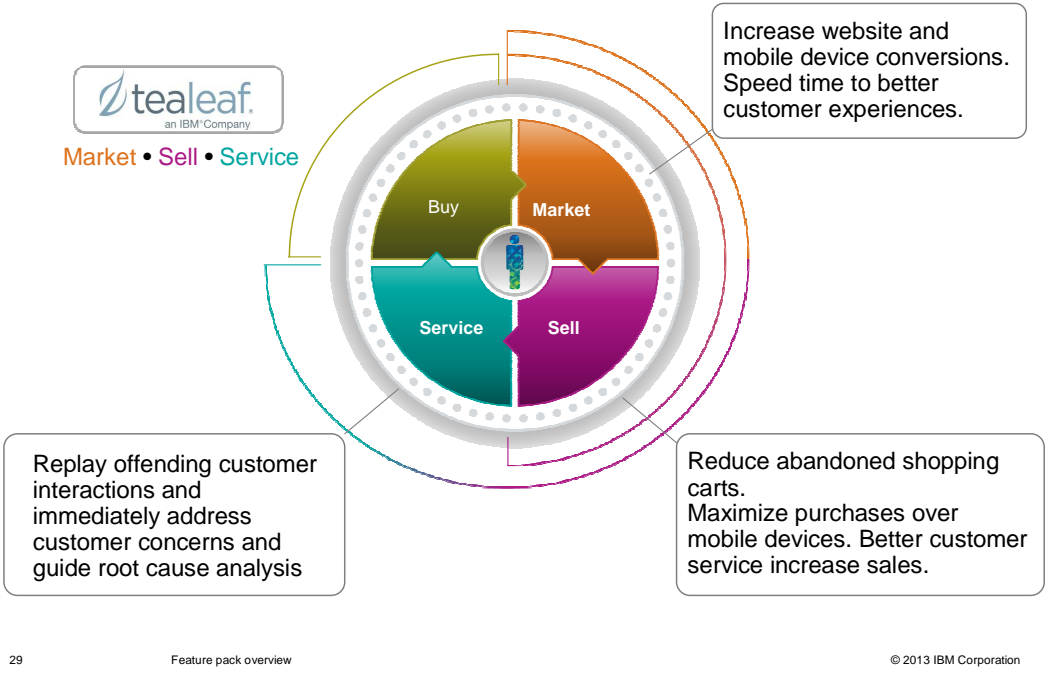 Increase website and
mobile device conversions.
Speed time to better
customer experiences.
tealeaf.
an IBM® Company
Market • Sell • Service
Buy
Market
Service
Sell
Replay offending customer
interactions and
immediately address
customer concerns and
guide root cause analysis
Reduce abandoned shopping
carts.
Maximize purchases over
mobile devices. Better customer
service increase sales.
29
Feature pack overview
© 2013 IBM Corporation